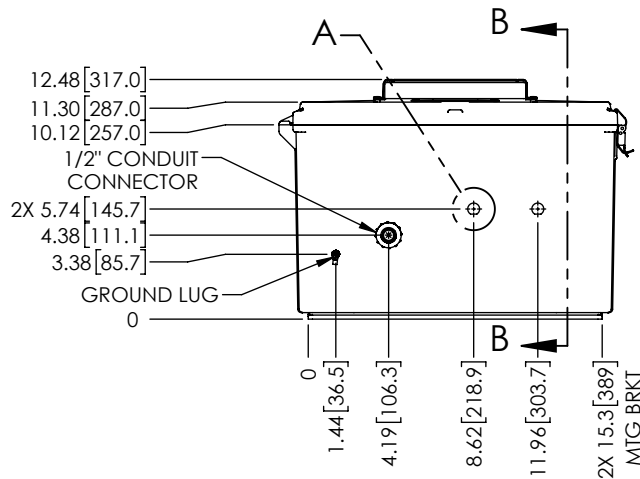 B
A
12.48 [317.0]
11.30 [287.0]
10.12 [257.0]
1/2" CONDUIT
CONNECTOR
2X 5.74 [145.7]
4.38 [111.1]
3.38 [85.7]
GROUND LUG
0
B
0
1.44 [36.5]
4.19 [106.3]
8.62 [218.9]
11.96 [303.7]
2X 15.3 [389]
MTG BRKT